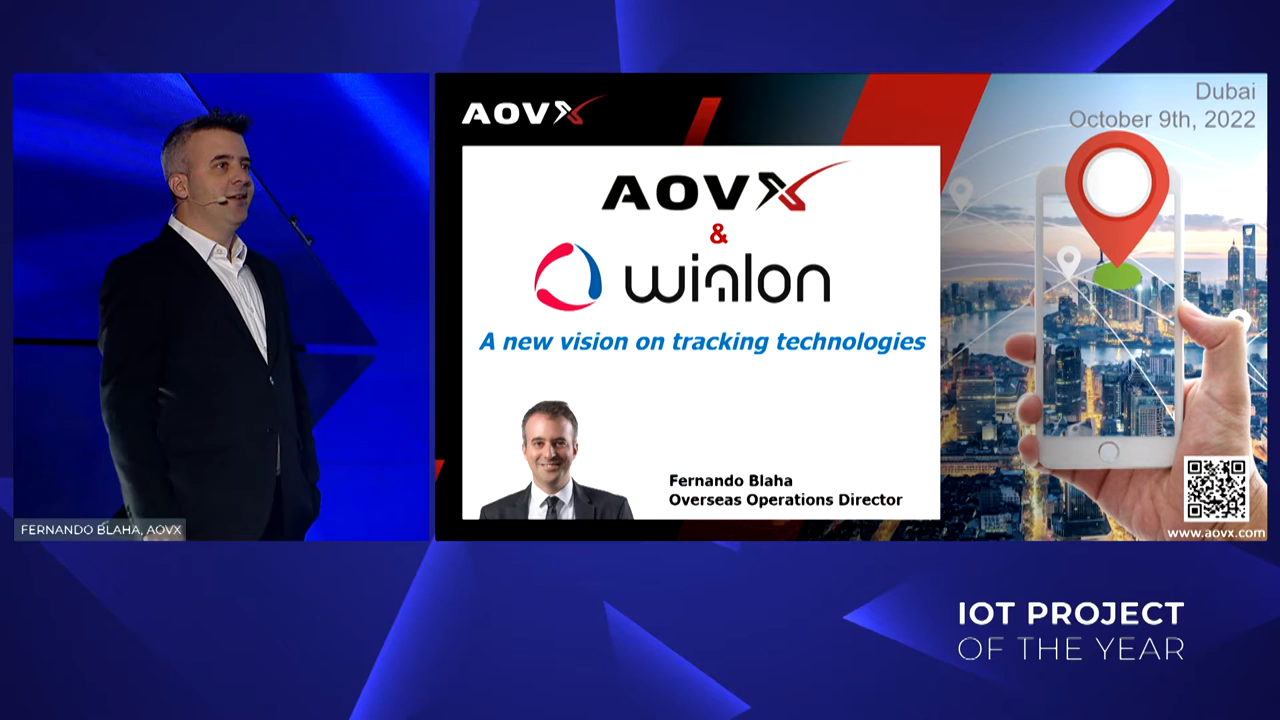 AOVX
Dubai
October 9th, 2022
AOVX
&
wialon
A new vision on tracking technologies
Fernando Blaha
Overseas Operations Director
www.aovx.com
FERNANDO BLAHA, AOVX
IOT PROJECT
OF THE YEAR